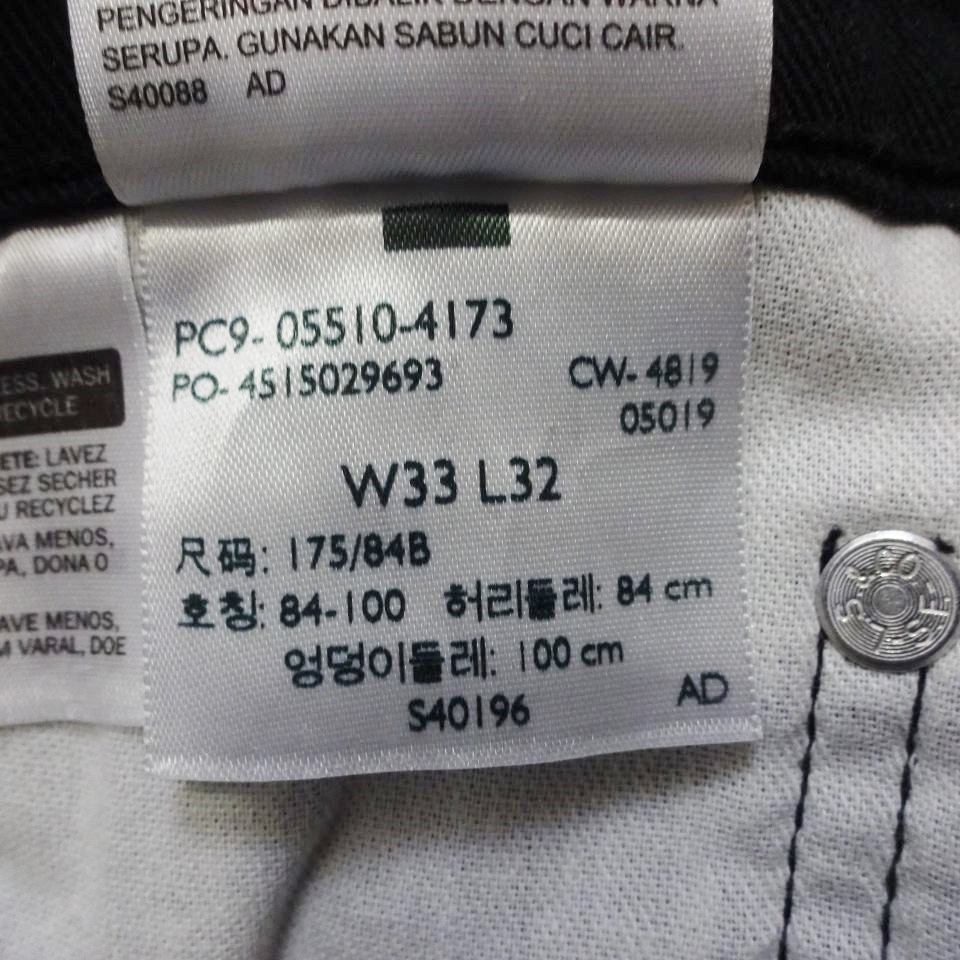 PENGERINGAN DIBALIK DENGAN WARNA
SERUPA. GUNAKAN SABUN CUCI CAIR.
S40088 AD
PC9- 05510-4173
PO- 4515029693 CW- 4819
05019
W33 L32
尺码: 175/84B
호칭: 84-100 허리둘레: 84 cm
엉덩이둘레: 100 cm
S40196 AD
ESS. WASH
ECYCLE
ETE: LAVEZ
SEZ SECHER
U RECYCLEZ
AVA MENOS,
PA, DONA O
AVE MENOS,
M VARAL, DOE